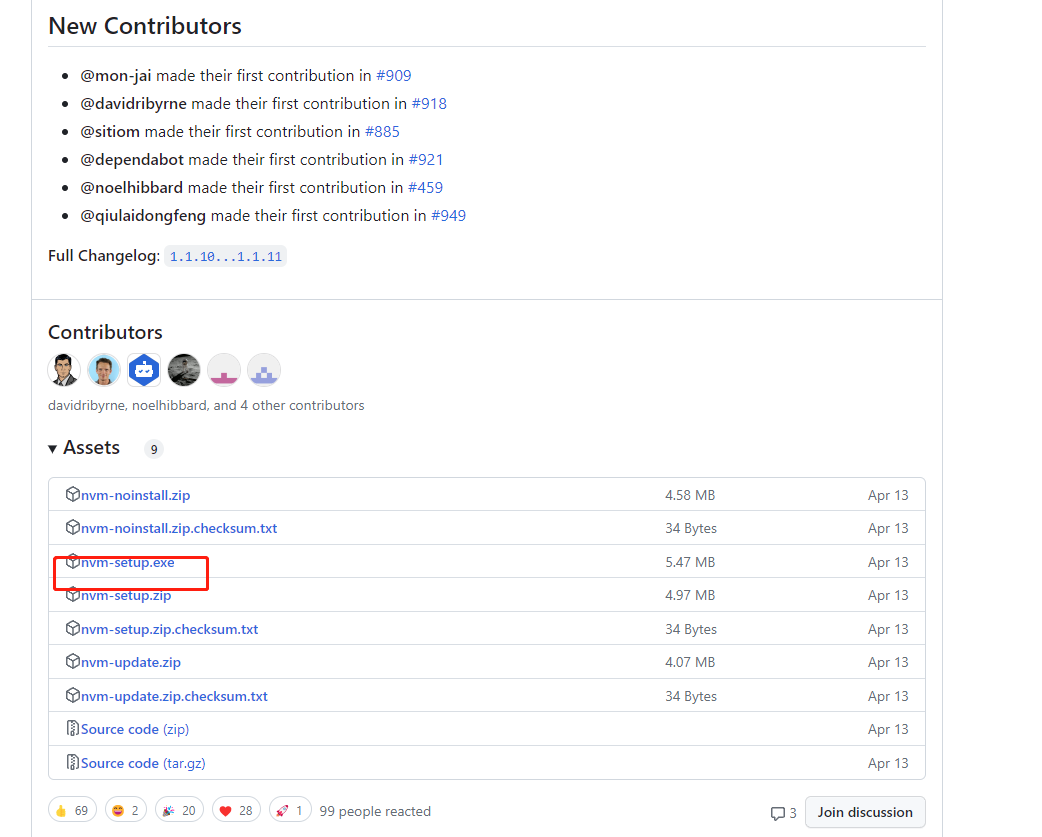 New Contributors
@mon-jai made their first contribution in #909
@davidribyrne made their first contribution in #918
@sitiom made their first contribution in #885
@dependabot made their first contribution in #921
@noelhibbard made their first contribution in #459
@qiulaidongfeng made their first contribution in #949
Full Changelog: 1.1.10...1.1.11
Contributors
davidribyrne, noelhibbard, and 4 other contributors
Assets 9
nvm-noinstall.zip 4.58 MB Apr 13
nvm-noinstall.zip.checksum.txt 34 Bytes Apr 13
nvm-setup.exe 5.47 MB Apr 13
nvm-setup.zip 4.97 MB Apr 13
nvm-setup.zip.checksum.txt 34 Bytes Apr 13
nvm-update.zip 4.07 MB Apr 13
nvm-update.zip.checksum.txt 34 Bytes Apr 13
Source code (zip) Apr 13
Source code (tar.gz) Apr 13
69 2 20 28 1 99 people reacted 3 Join discussion